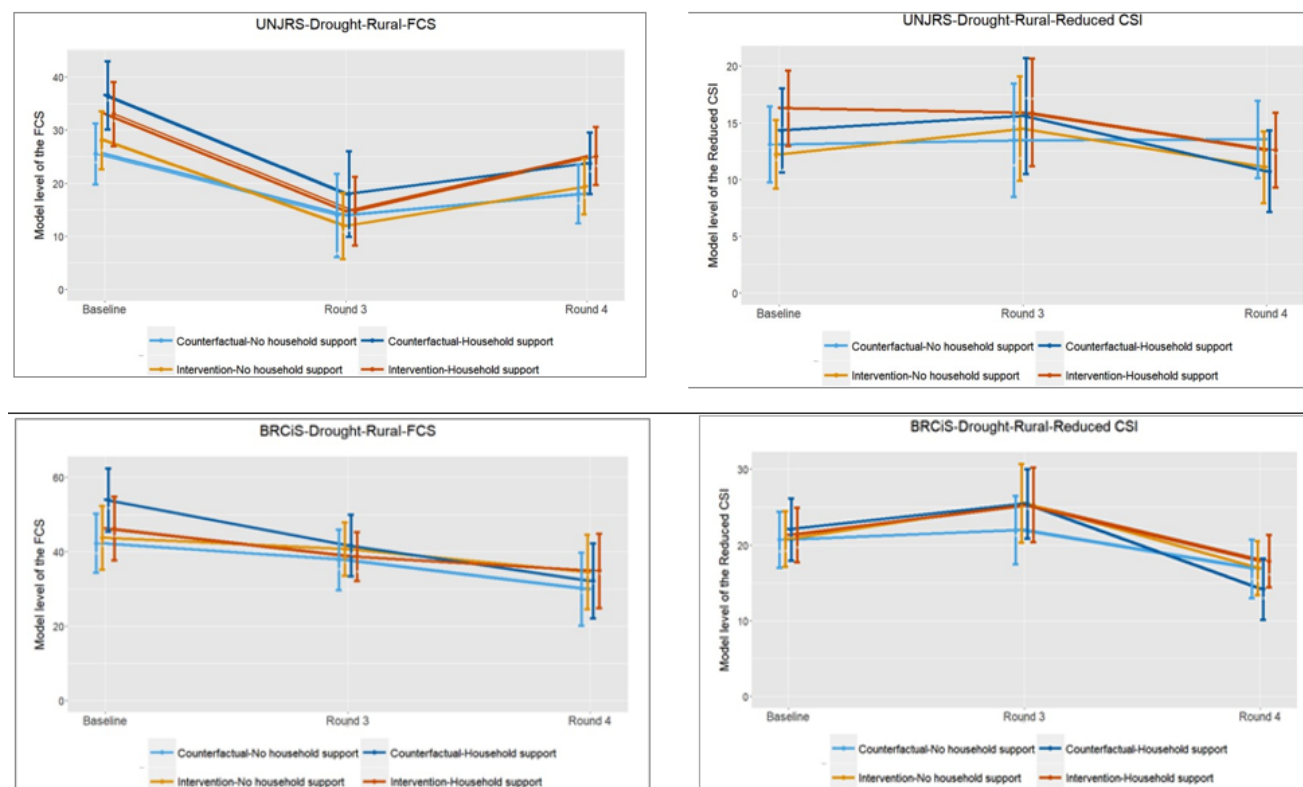 UNJRS-Drought-Rural-FCS
Model level of the FCS
40
30
20
10
0
Baseline Round 3 Round 4
Counterfactual-No household support Counterfactual-Household support
Intervention-No household support Intervention-Household support
UNJRS-Drought-Rural-Reduced CSI
Model level of the Reduced CSI
20
15
10
5
0
Baseline Round 3 Round 4
Counterfactual-No household support Counterfactual-Household support
Intervention-No household support Intervention-Household support
BRCiS-Drought-Rural-FCS
Model level of the FCS
60
40
20
0
Baseline Round 3 Round 4
Counterfactual-No household support Counterfactual-Household support
Intervention-No household support Intervention-Household support
BRCiS-Drought-Rural-Reduced CSI
Model level of the Reduced CSI
30
20
10
0
Baseline Round 3 Round 4
Counterfactual-No household support Counterfactual-Household support
Intervention-No household support Intervention-Household support